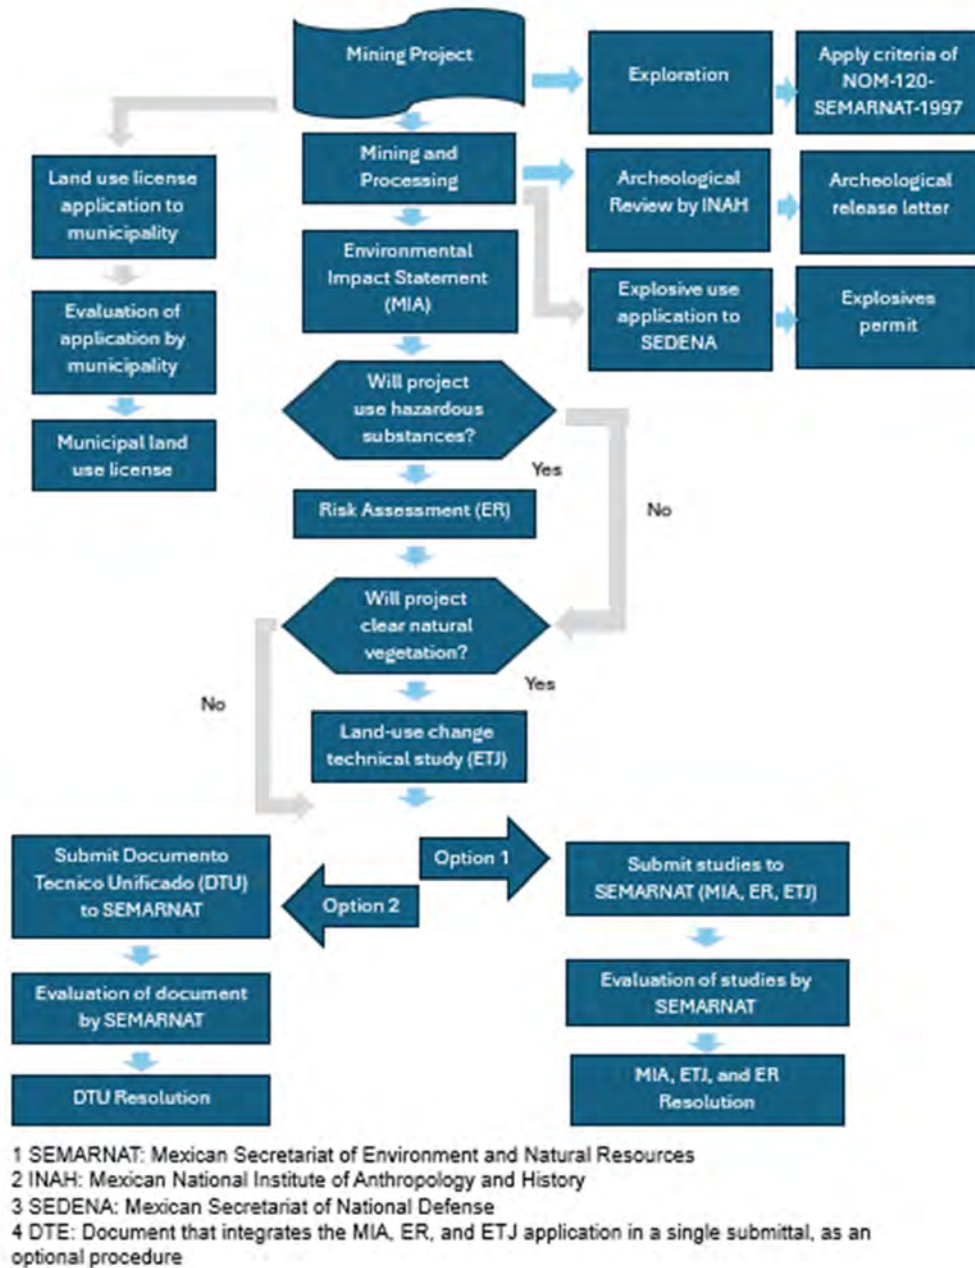 Mining Project
Exploration
Apply criteria of
NOM-120-
SEMARNAT-1997
Land use license
application to
municipality
Mining and
Processing
Archeological
Review by INAH
Archeological
release letter
Environmental
Impact Statement
(MIA)
Explosive use
application to
SEDENA
Explosives
permit
Evaluation of
application by
municipality
Will project
use hazardous
substances?
Municipal land
use license
Yes
No
Risk Assessment (ER)
Will project
clear natural
vegetation?
Yes
No
Land-use change
technical study (ETJ)
Option 1
Option 2
Submit Documento
Tecnico Unificado (DTU)
to SEMARNAT
Submit studies to
SEMARNAT (MIA, ER, ETJ)
Evaluation of document
by SEMARNAT
Evaluation of studies by
SEMARNAT
DTU Resolution
MIA, ETJ, and ER
Resolution
1 SEMARNAT: Mexican Secretariat of Environment and Natural Resources
2 INAH: Mexican National Institute of Anthropology and History
3 SEDENA: Mexican Secretariat of National Defense
4 DTE: Document that integrates the MIA, ER, and ETJ application in a single submittal, as an
optional procedure